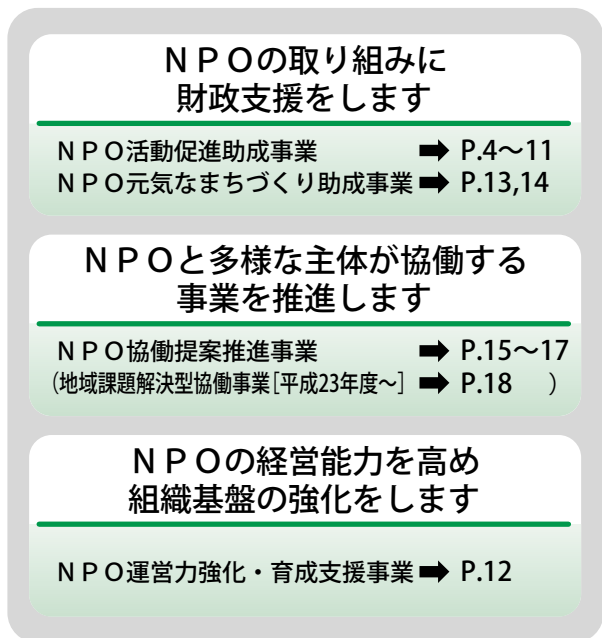 ＮＰＯの取り組みに
財政支援をします
ＮＰＯ活動促進助成事業 ➡ P.4～11
ＮＰＯ元気なまちづくり助成事業 ➡ P.13,14
ＮＰＯと多様な主体が協働する
事業を推進します
ＮＰＯ協働提案推進事業 ➡ P.15～17
（地域課題解決型協働事業［平成23年度～］ ➡ P.18 ）
ＮＰＯの経営能力を高め
組織基盤の強化をします
ＮＰＯ運営力強化・育成支援事業 ➡ P.12